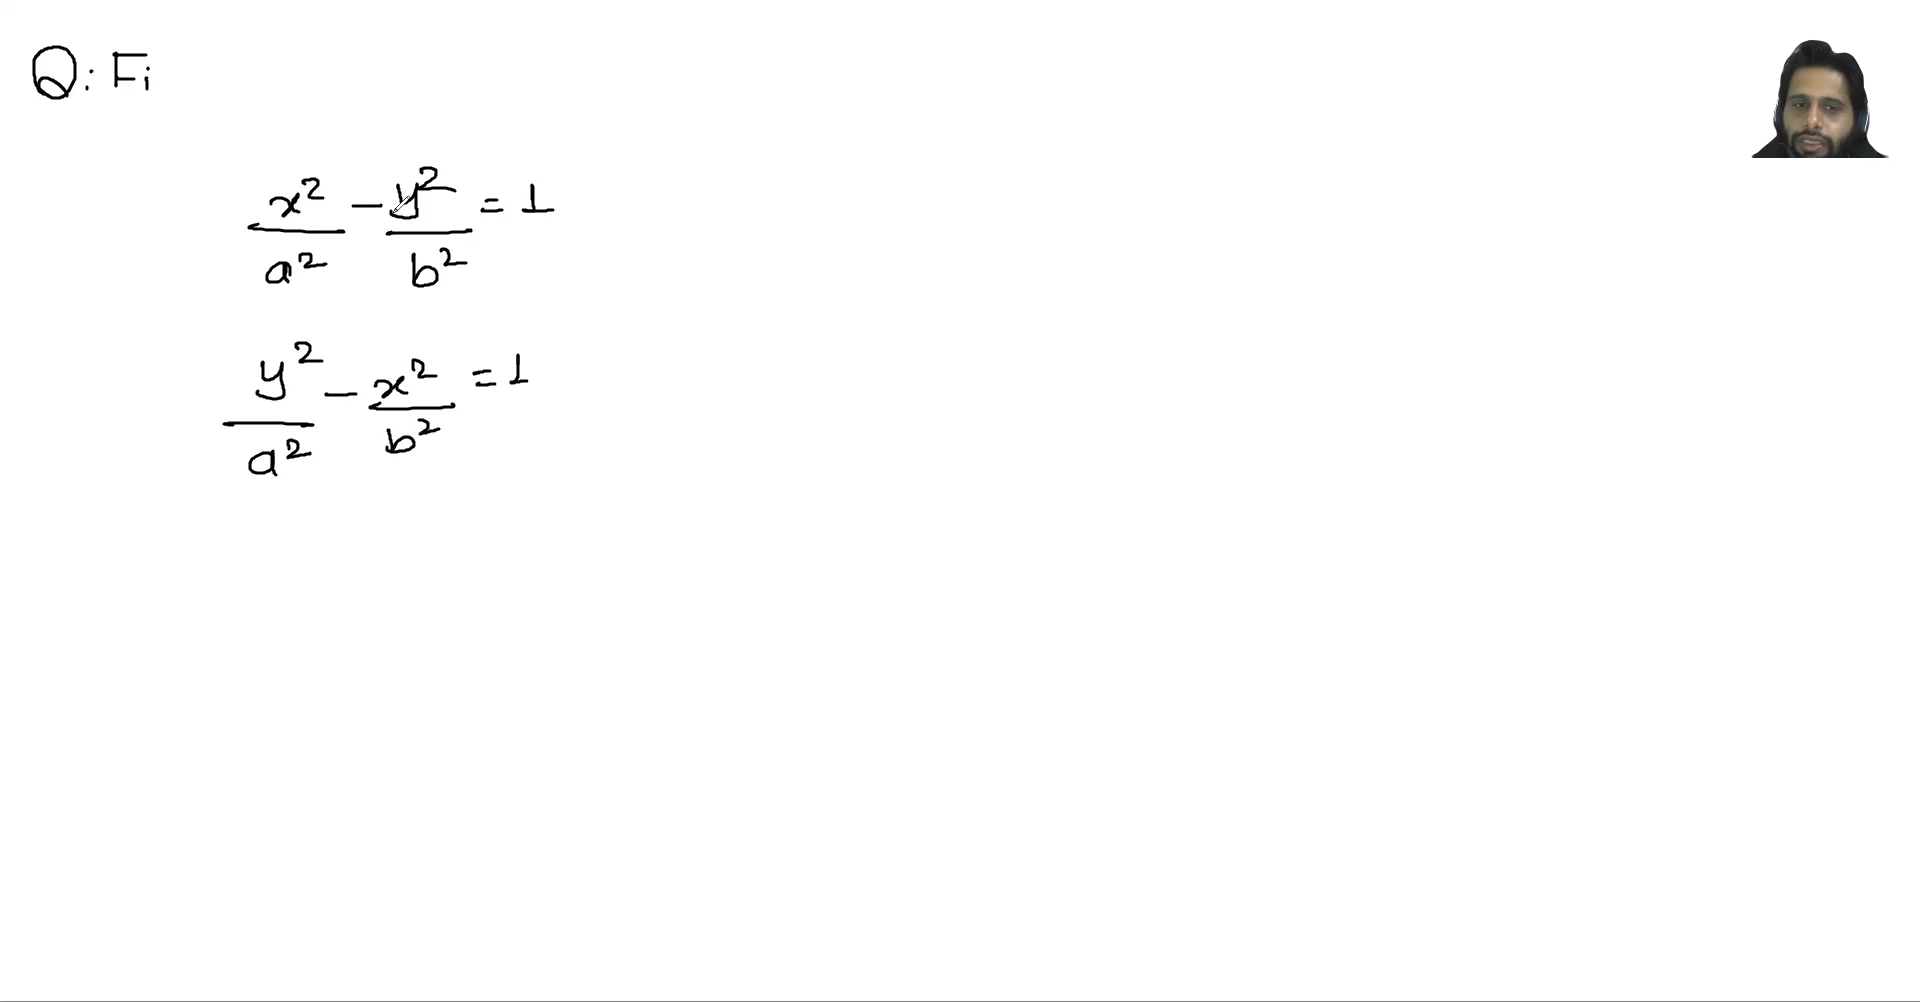 Q: Fi
x²/a² - y²/b² = 1
y²/a² - x²/b² = 1